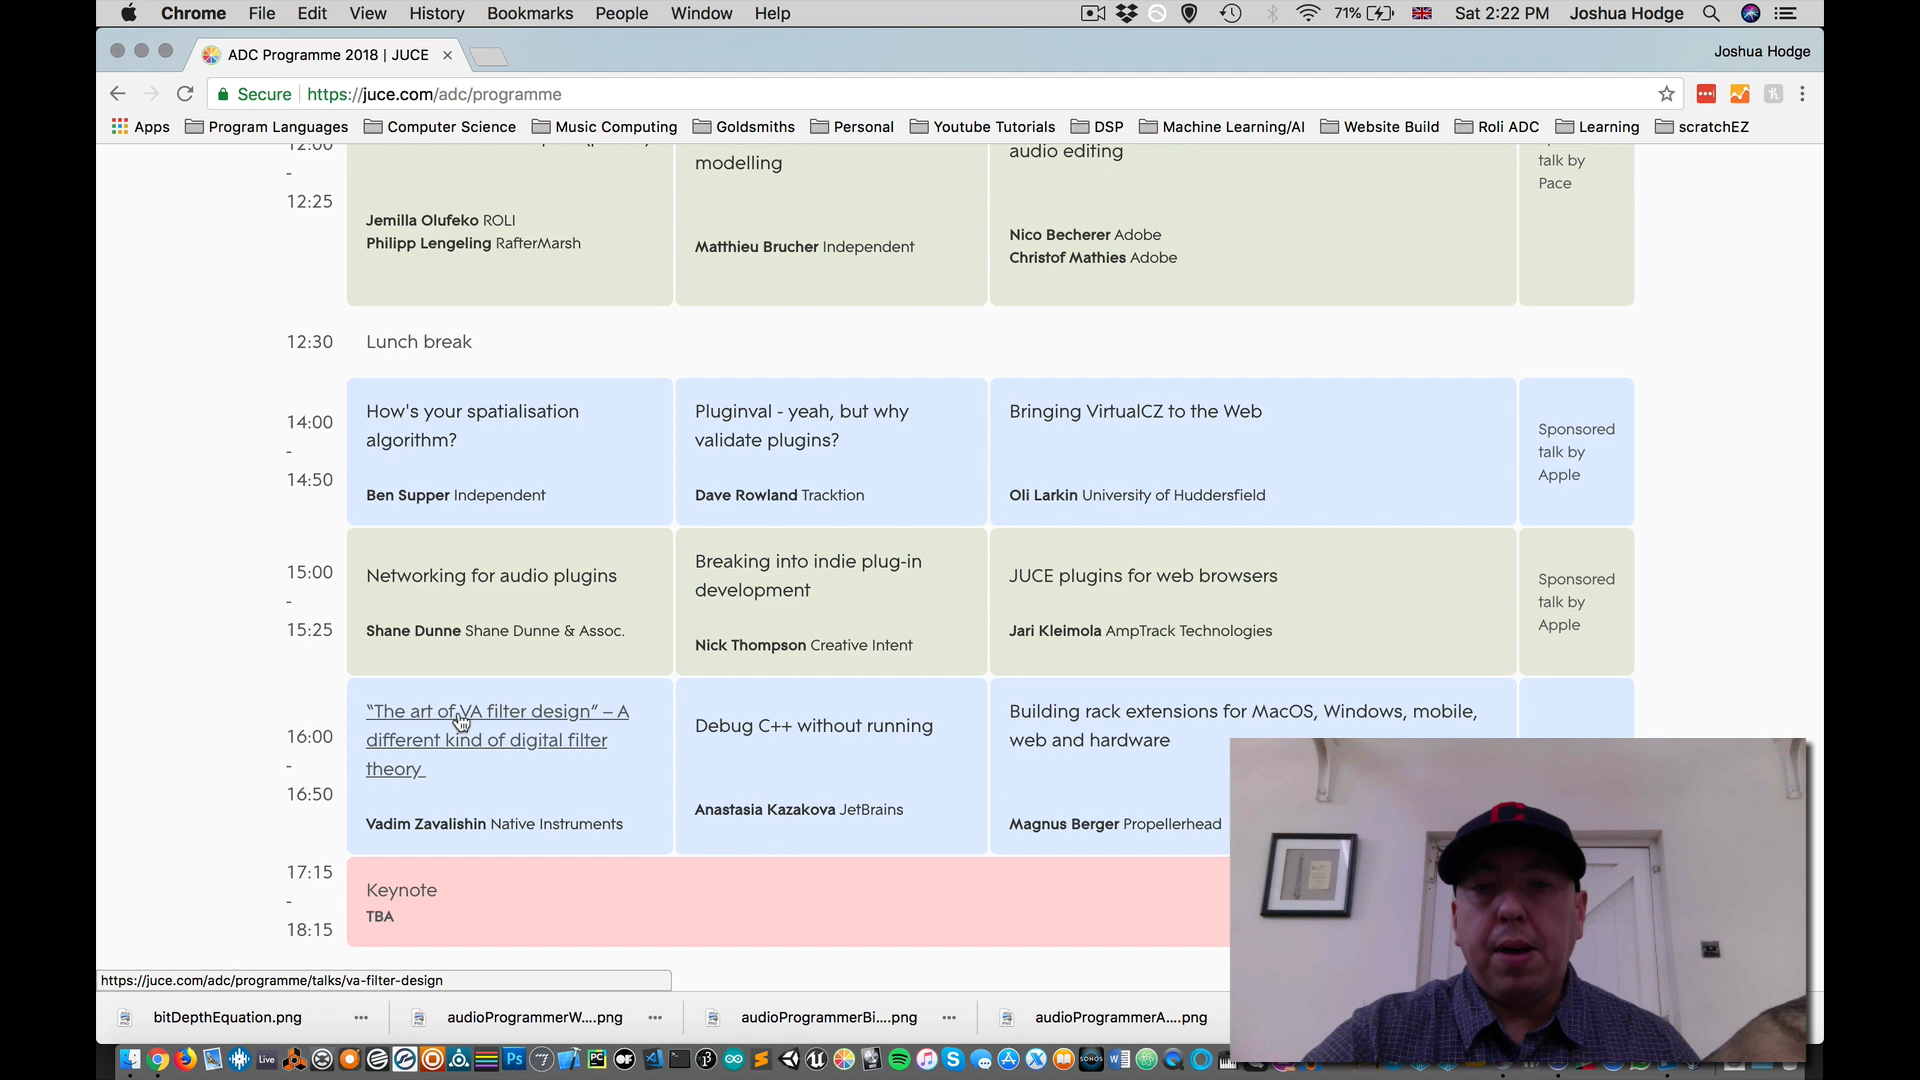 Chrome File Edit View History Bookmarks People Window Help 71% Sat 2:22 PM Joshua Hodge
ADC Programme 2018 | JUCE × Joshua Hodge
Secure https://juce.com/adc/programme
Apps Program Languages Computer Science Music Computing Goldsmiths Personal Youtube Tutorials DSP Machine Learning/AI Website Build Roli ADC Learning scratchEZ
12:00
-
12:25
Jemilla Olufeko ROLI
Philipp Lengeling RafterMarsh
modelling
Matthieu Brucher Independent
audio editing
Nico Becherer Adobe
Christof Mathies Adobe
talk by
Pace
12:30 Lunch break
14:00
-
14:50
How's your spatialisation
algorithm?
Ben Supper Independent
Pluginval - yeah, but why
validate plugins?
Dave Rowland Tracktion
Bringing VirtualCZ to the Web
Oli Larkin University of Huddersfield
Sponsored
talk by
Apple
15:00
-
15:25
Networking for audio plugins
Shane Dunne Shane Dunne & Assoc.
Breaking into indie plug-in
development
Nick Thompson Creative Intent
JUCE plugins for web browsers
Jari Kleimola AmpTrack Technologies
Sponsored
talk by
Apple
16:00
-
16:50
“The art of VA filter design” – A
different kind of digital filter
theory
Vadim Zavalishin Native Instruments
Debug C++ without running
Anastasia Kazakova JetBrains
Building rack extensions for MacOS, Windows, mobile,
web and hardware
Magnus Berger Propellerhead
17:15
-
18:15
Keynote
TBA
https://juce.com/adc/programme/talks/va-filter-design
bitDepthEquation.png audioProgrammerW....png audioProgrammerBi....png audioProgrammerA....png
Live Ps PC SONOS